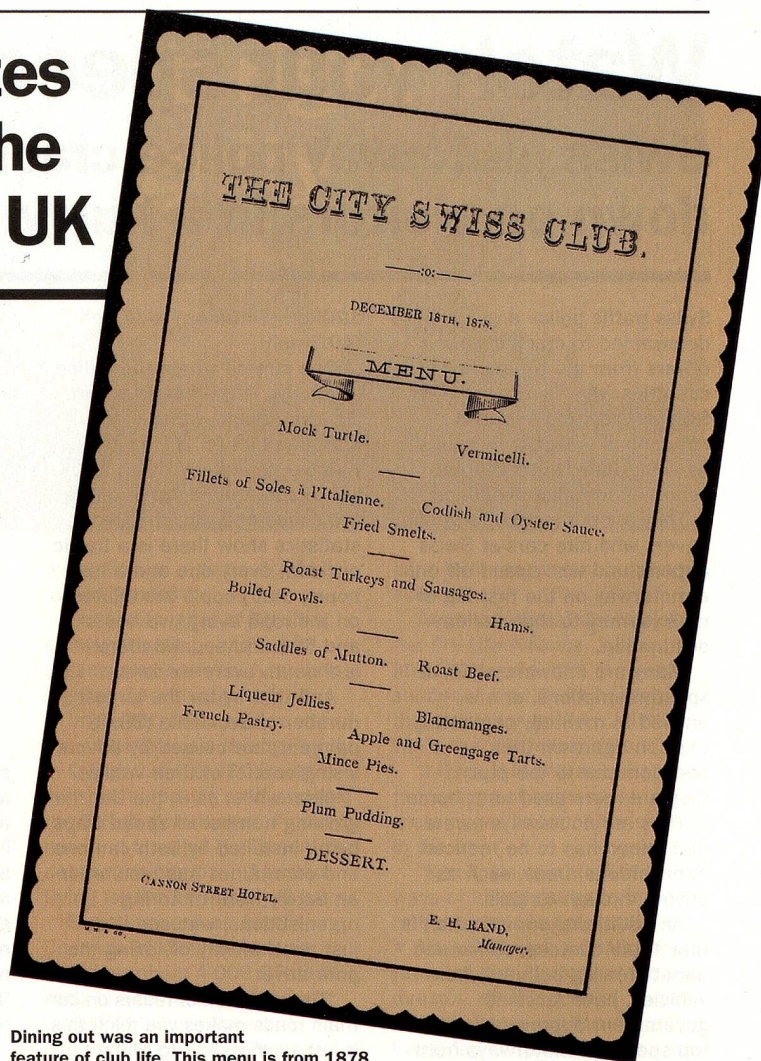 tes
he
UK
THE CITY SWISS CLUB.
—:o:—
DECEMBER 18TH, 1878.
MENU.
Mock Turtle. Vermicelli.
Fillets of Soles à l'Italienne. Codfish and Oyster Sauce.
Fried Smelts.
Roast Turkeys and Sausages.
Boiled Fowls. Hams.
Saddles of Mutton. Roast Beef.
Liqueur Jellies. Blancmanges.
French Pastry. Apple and Greengage Tarts.
Mince Pies.
Plum Pudding.
DESSERT.
CANNON STREET HOTEL. E. H. RAND,
Manager.
Dining out was an important
feature of club life. This menu is from 1878